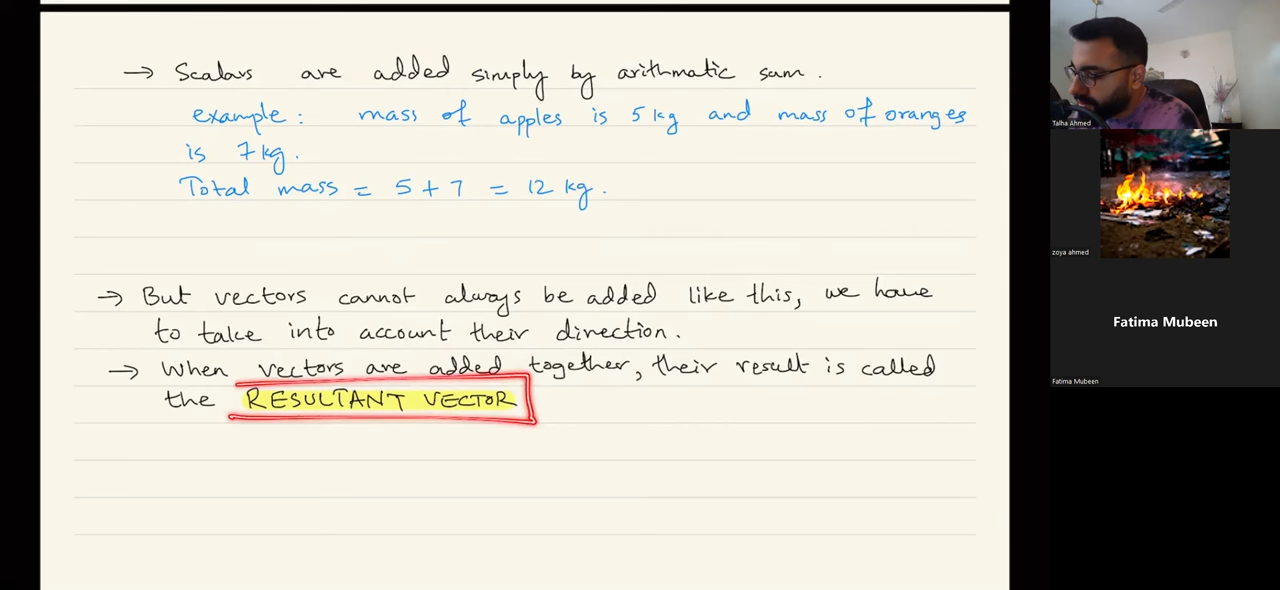 → Scalars are added simply by arithmatic sum.
example: mass of apples is 5 kg and mass of oranges
is 7 kg.
Total mass = 5 + 7 = 12 kg.
→ But vectors cannot always be added like this, we have
to take into account their direction.
→ When vectors are added together, their result is called
the RESULTANT VECTOR
Talha Ahmed
zoya ahmed
Fatima Mubeen
Fatima Mubeen